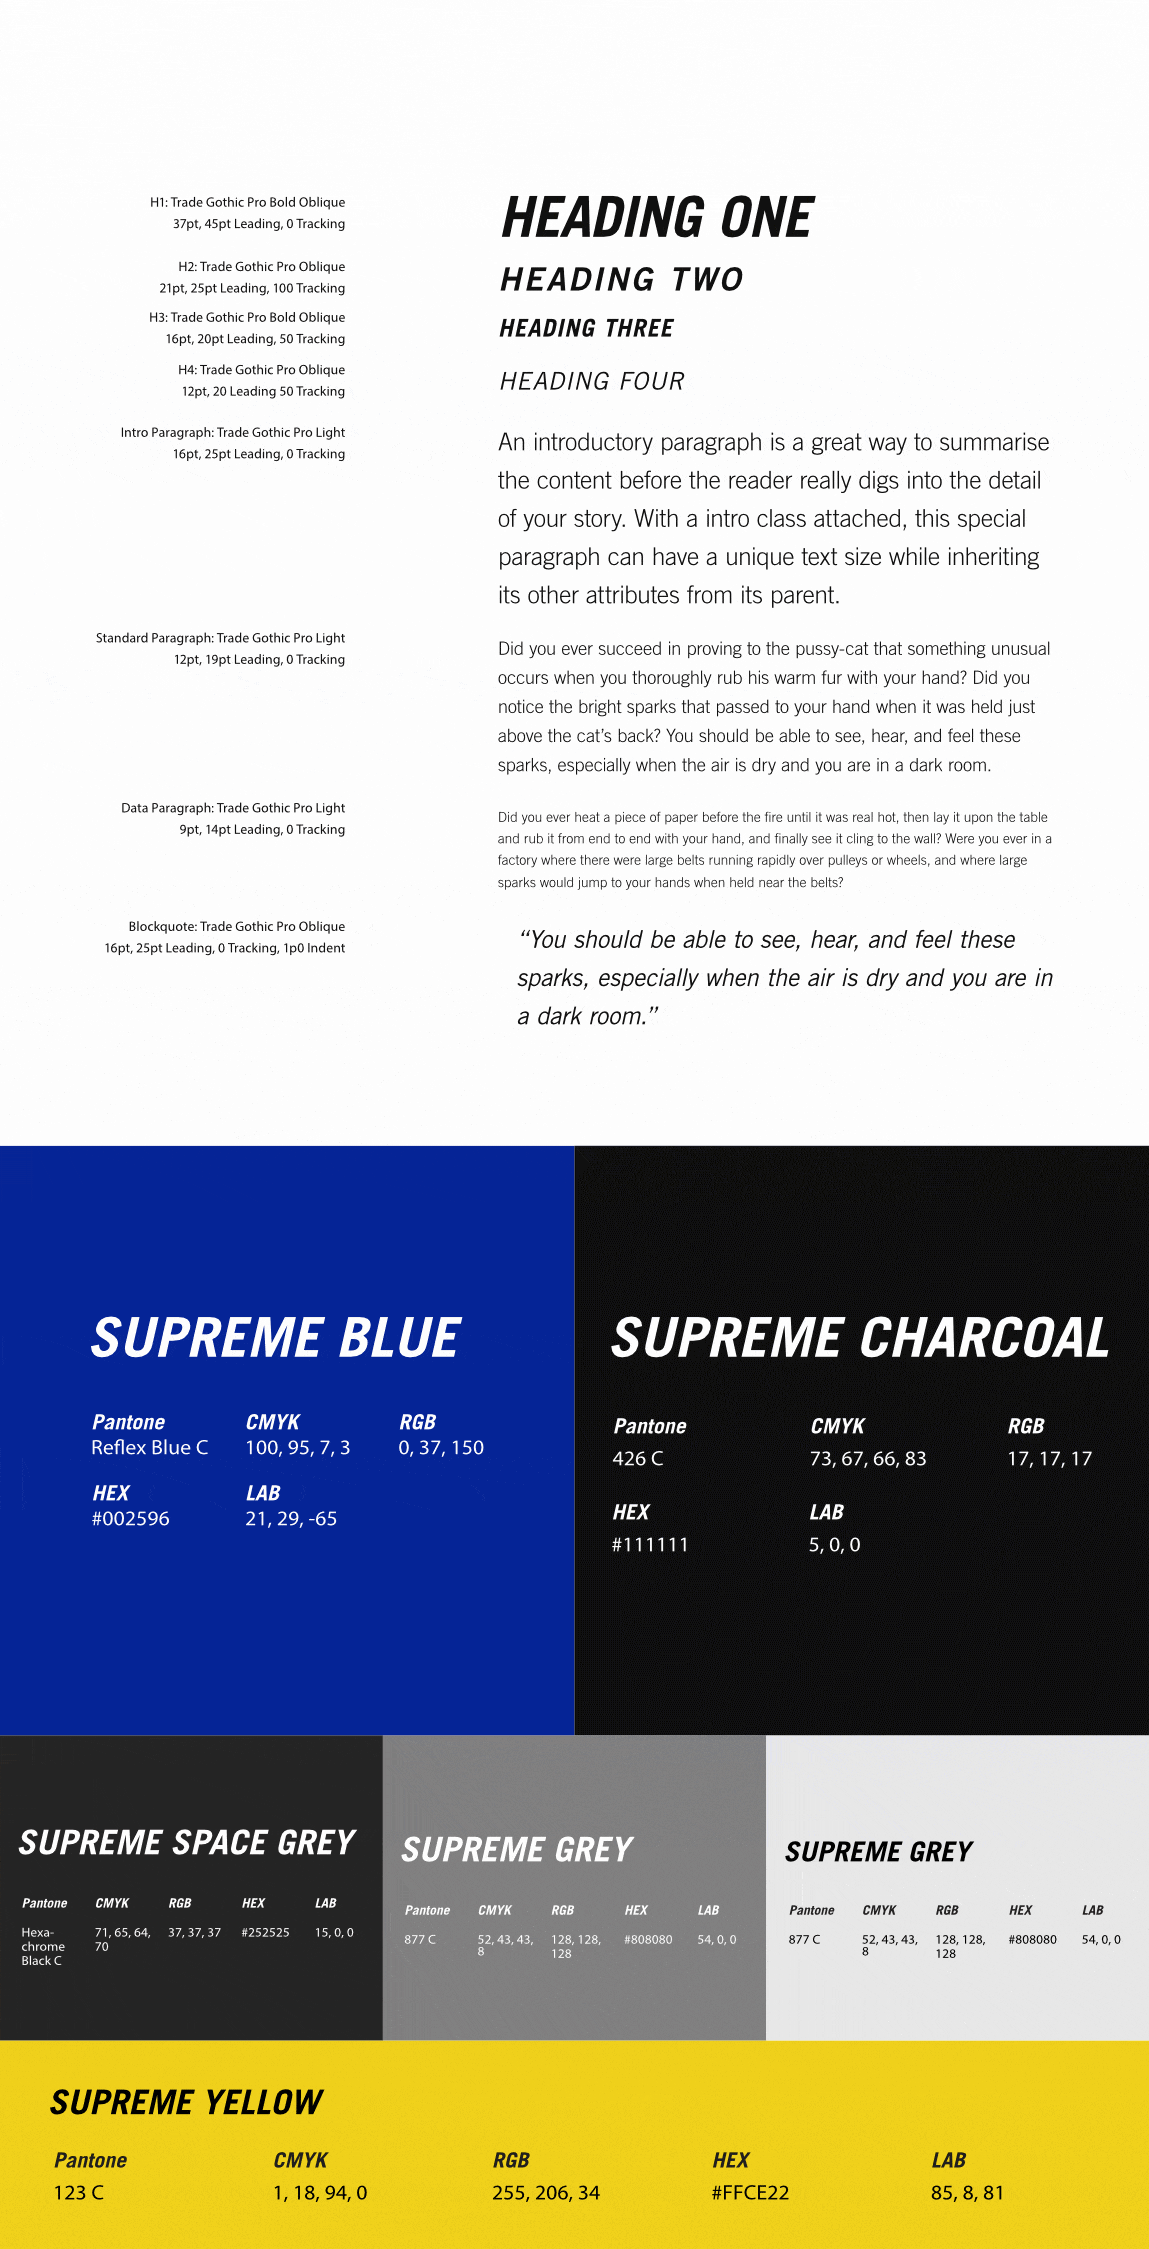 H1: Trade Gothic Pro Bold Oblique
37pt, 45pt Leading, 0 Tracking
HEADING ONE
H2: Trade Gothic Pro Oblique
21pt, 25pt Leading, 100 Tracking
HEADING TWO
H3: Trade Gothic Pro Bold Oblique
16pt, 20pt Leading, 50 Tracking
HEADING THREE
H4: Trade Gothic Pro Oblique
12pt, 20 Leading 50 Tracking
HEADING FOUR
Intro Paragraph: Trade Gothic Pro Light
16pt, 25pt Leading, 0 Tracking
An introductory paragraph is a great way to summarise
the content before the reader really digs into the detail
of your story. With a intro class attached, this special
paragraph can have a unique text size while inheriting
its other attributes from its parent.
Standard Paragraph: Trade Gothic Pro Light
12pt, 19pt Leading, 0 Tracking
Did you ever succeed in proving to the pussy-cat that something unusual
occurs when you thoroughly rub his warm fur with your hand? Did you
notice the bright sparks that passed to your hand when it was held just
above the cat’s back? You should be able to see, hear, and feel these
sparks, especially when the air is dry and you are in a dark room.
Data Paragraph: Trade Gothic Pro Light
9pt, 14pt Leading, 0 Tracking
Did you ever heat a piece of paper before the fire until it was real hot, then lay it upon the table
and rub it from end to end with your hand, and finally see it cling to the wall? Were you ever in a
factory where there were large belts running rapidly over pulleys or wheels, and where large
sparks would jump to your hands when held near the belts?
Blockquote: Trade Gothic Pro Oblique
16pt, 25pt Leading, 0 Tracking, 1p0 Indent
“You should be able to see, hear, and feel these
sparks, especially when the air is dry and you are in
a dark room.”
SUPREME BLUE
Pantone CMYK RGB
Reflex Blue C 100, 95, 7, 3 0, 37, 150
HEX LAB
#002596 21, 29, -65
SUPREME CHARCOAL
Pantone CMYK RGB
426 C 73, 67, 66, 83 17, 17, 17
HEX LAB
#111111 5, 0, 0
SUPREME SPACE GREY
Pantone CMYK RGB HEX LAB
Hexa- 71, 65, 64, 37, 37, 37 #252525 15, 0, 0
chrome 70
Black C
SUPREME GREY
Pantone CMYK RGB HEX LAB
877 C 52, 43, 43, 128, 128, #808080 54, 0, 0
8 128
SUPREME GREY
Pantone CMYK RGB HEX LAB
877 C 52, 43, 43, 128, 128, #808080 54, 0, 0
8 128
SUPREME YELLOW
Pantone CMYK RGB HEX LAB
123 C 1, 18, 94, 0 255, 206, 34 #FFCE22 85, 8, 81